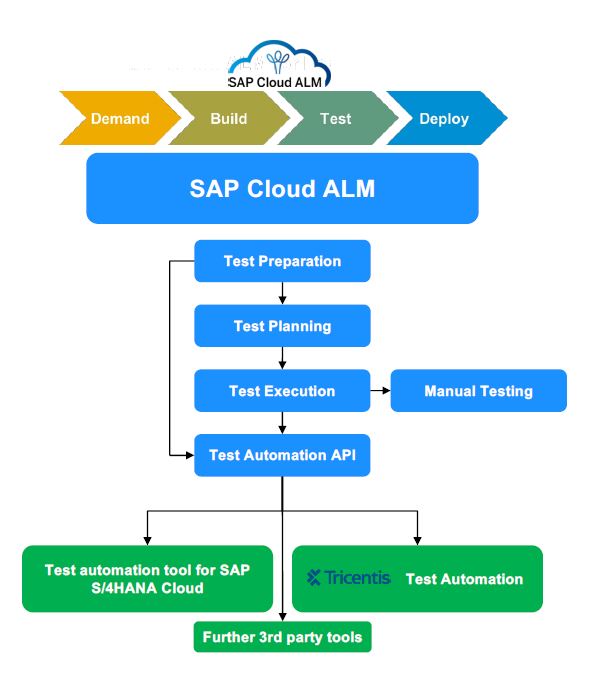 SAP Cloud ALM
Demand
Build
Test
Deploy
SAP Cloud ALM
Test Preparation
Test Planning
Test Execution
Manual Testing
Test Automation API
Test automation tool for SAP
S/4HANA Cloud
Tricentis Test Automation
Further 3rd party tools